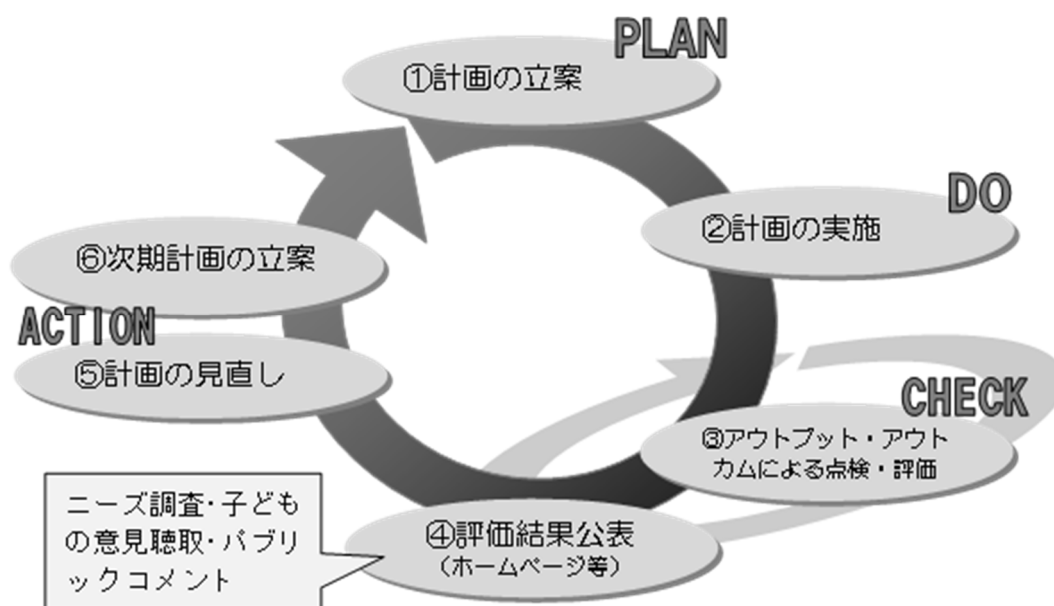 PLAN
①計画の立案
DO
②計画の実施
⑥次期計画の立案
ACTION
⑤計画の見直し
CHECK
③アウトプット・アウト
カムによる点検・評価
④評価結果公表
（ホームページ等）
ニーズ調査・子ども
の意見聴取・パブリ
ックコメント